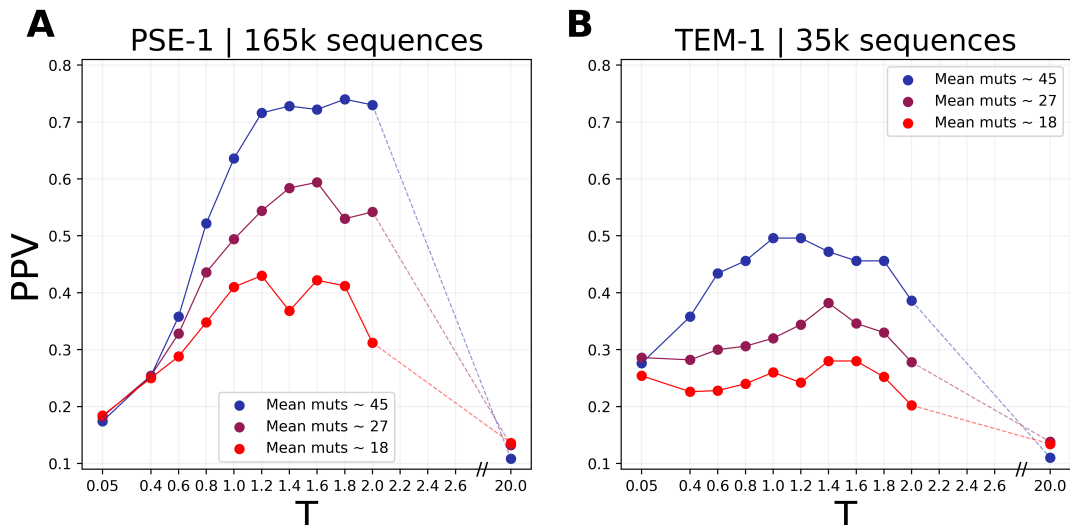 A
PSE-1 | 165k sequences
0.8
0.7
0.6
0.5
0.4
0.3
0.2
0.1
PPV
Mean muts ~ 45
Mean muts ~ 27
Mean muts ~ 18
0.05 0.4 0.6 0.8 1.0 1.2 1.4 1.6 1.8 2.0 2.2 2.4 2.6 // 20.0
T
B
TEM-1 | 35k sequences
Mean muts ~ 45
Mean muts ~ 27
Mean muts ~ 18
0.8
0.7
0.6
0.5
0.4
0.3
0.2
0.1
0.05 0.4 0.6 0.8 1.0 1.2 1.4 1.6 1.8 2.0 2.2 2.4 2.6 // 20.0
T